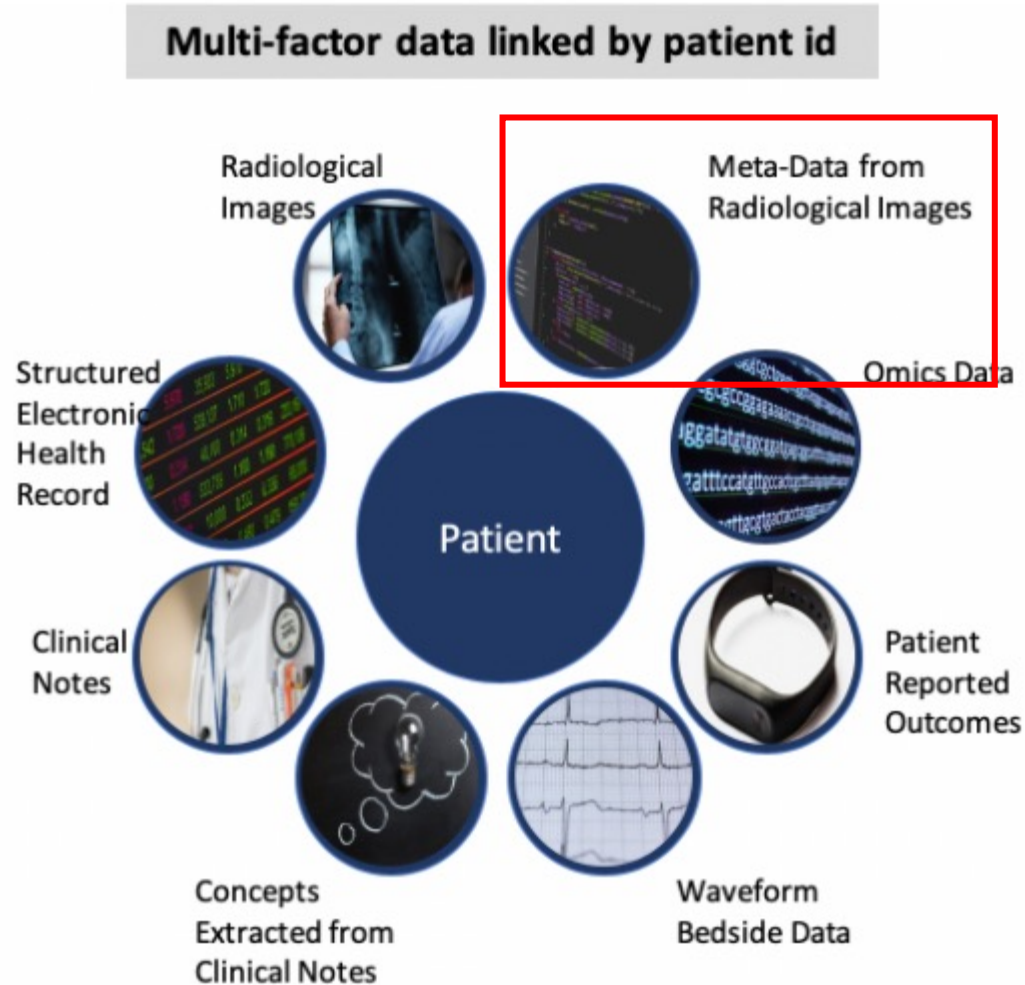 Multi-factor data linked by patient id
Radiological
Images
Meta-Data from
Radiological Images
Structured
Electronic
Health
Record
Omics Data
Patient
Clinical
Notes
Patient
Reported
Outcomes
Concepts
Extracted from
Clinical Notes
Waveform
Bedside Data